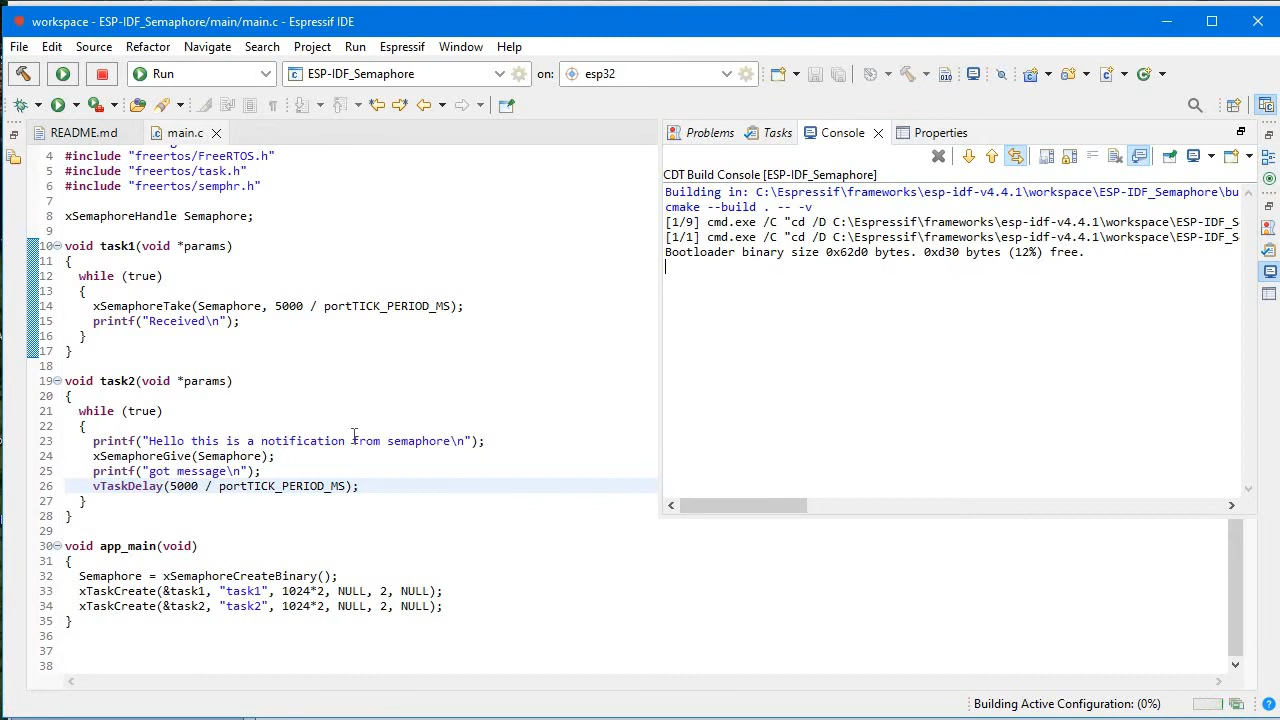 workspace - ESP-IDF_Semaphore/main/main.c - Espressif IDE
File Edit Source Refactor Navigate Search Project Run Espressif Window Help
Run ESP-IDF_Semaphore on: esp32
README.md main.c
4 #include "freertos/FreeRTOS.h"
5 #include "freertos/task.h"
6 #include "freertos/semphr.h"
7
8 xSemaphoreHandle Semaphore;
9
10 void task1(void *params)
11 {
12 while (true)
13 {
14 xSemaphoreTake(Semaphore, 5000 / portTICK_PERIOD_MS);
15 printf("Received\n");
16 }
17 }
18
19 void task2(void *params)
20 {
21 while (true)
22 {
23 printf("Hello this is a notification from semaphore\n");
24 xSemaphoreGive(Semaphore);
25 printf("got message\n");
26 vTaskDelay(5000 / portTICK_PERIOD_MS);
27 }
28 }
29
30 void app_main(void)
31 {
32 Semaphore = xSemaphoreCreateBinary();
33 xTaskCreate(&task1, "task1", 1024*2, NULL, 2, NULL);
34 xTaskCreate(&task2, "task2", 1024*2, NULL, 2, NULL);
35 }
36
37
38
Problems Tasks Console Properties
CDT Build Console [ESP-IDF_Semaphore]
Building in: C:\Espressif\frameworks\esp-idf-v4.4.1\workspace\ESP-IDF_Semaphore\bu
cmake --build . -- -v
[1/9] cmd.exe /C "cd /D C:\Espressif\frameworks\esp-idf-v4.4.1\workspace\ESP-IDF_S
[1/1] cmd.exe /C "cd /D C:\Espressif\frameworks\esp-idf-v4.4.1\workspace\ESP-IDF_S
Bootloader binary size 0x62d0 bytes. 0xd30 bytes (12%) free.
Building Active Configuration: (0%)